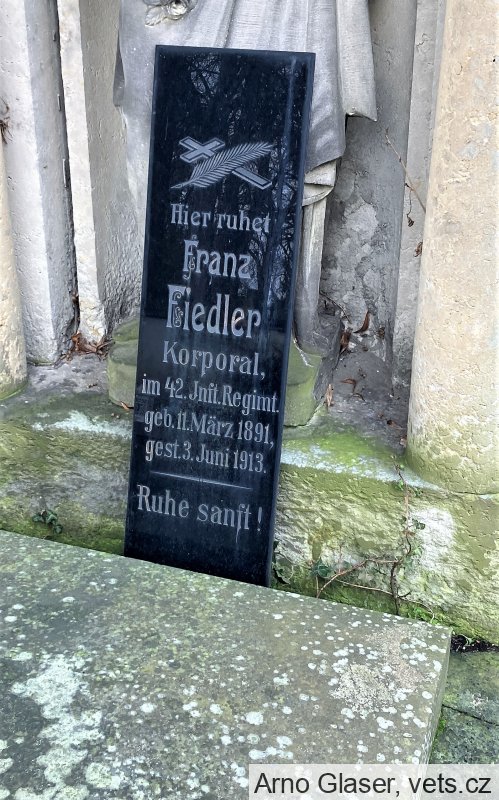 Hier ruhet
Franz
Fiedler
Korporal,
im 42. Jnft. Regimt.
geb. 11. März 1891,
gest. 3. Juni 1913.
Ruhe sanft!
Arno Glaser, vets.cz